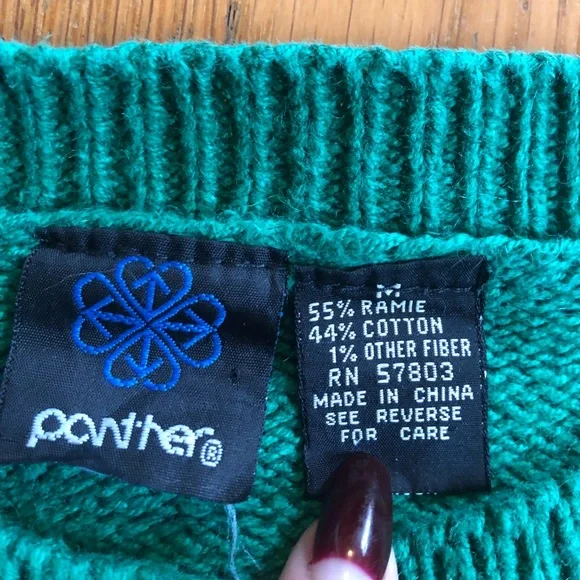 panther®
M
55% RAMIE
44% COTTON
1% OTHER FIBER
RN 57803
MADE IN CHINA
SEE REVERSE
FOR CARE